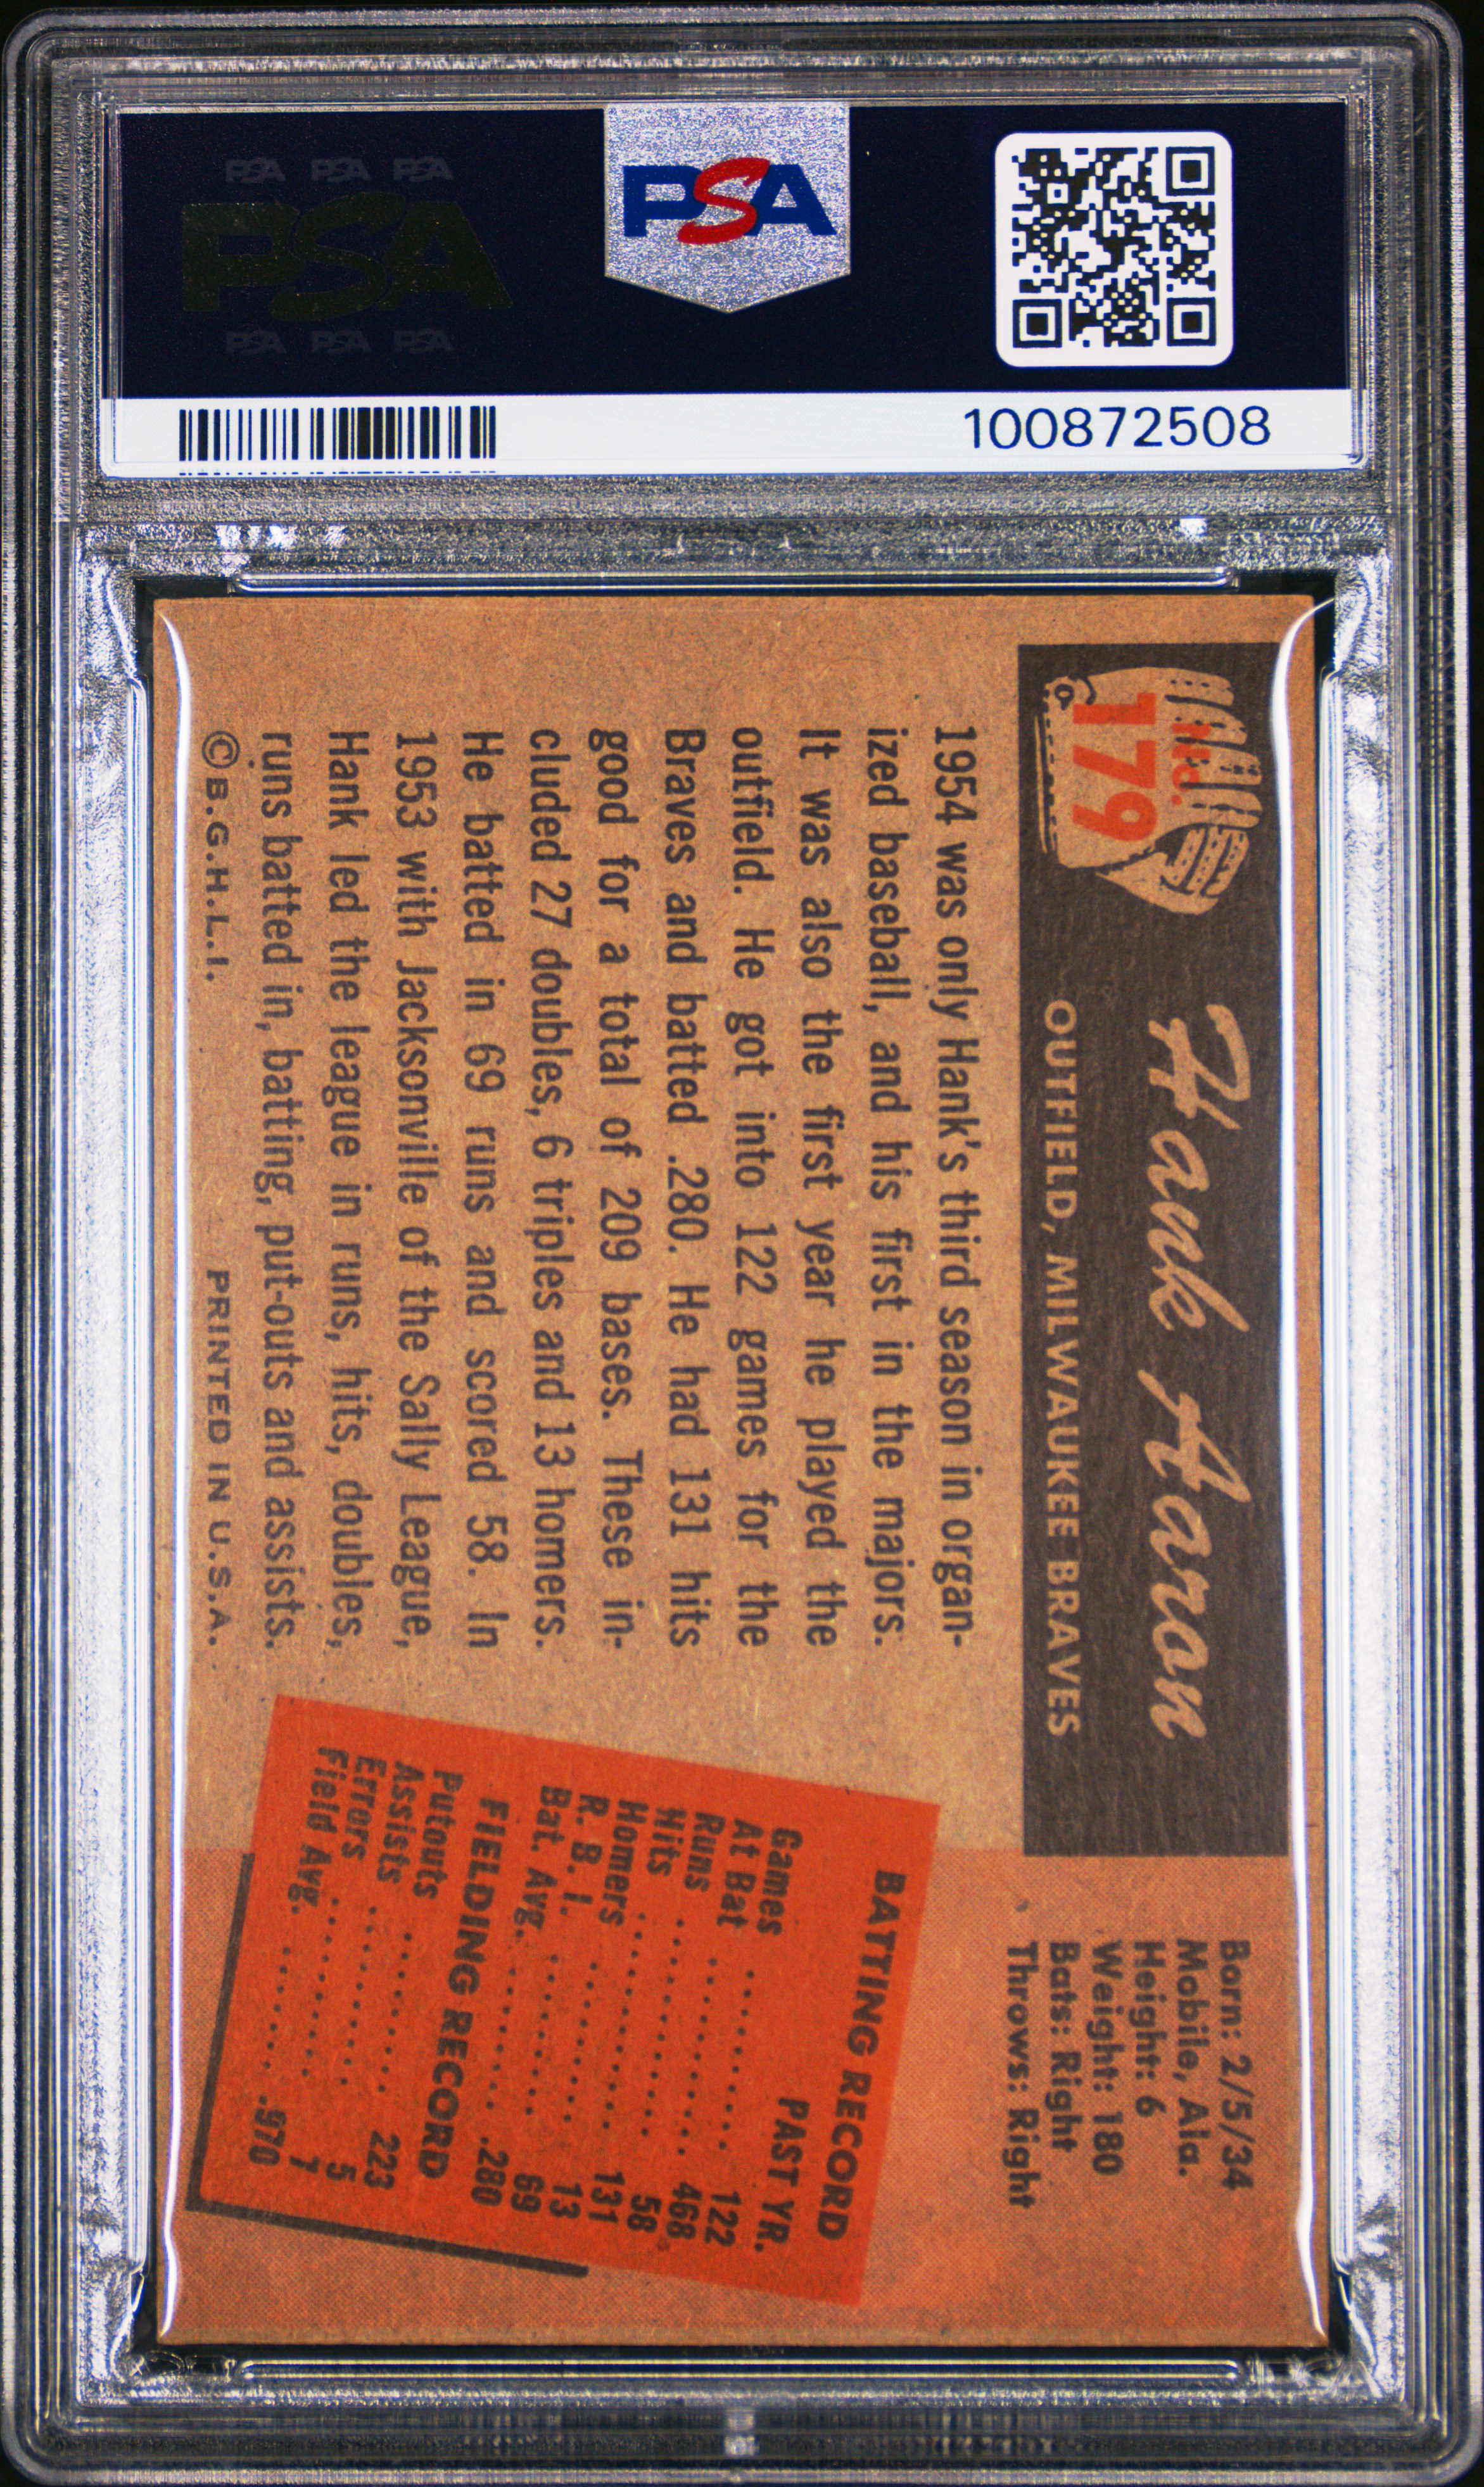 PSA PSA PSA
PSA
PSA PSA PSA
PSA
100872508
No.
179
Hank Aaron
OUTFIELD, MILWAUKEE BRAVES
Born: 2/5/34
Mobile, Ala.
Height: 6
Weight: 180
Bats: Right
Throws: Right
1954 was only Hank's third season in organ-
ized baseball, and his first in the majors.
It was also the first year he played the
outfield. He got into 122 games for the
Braves and batted .280. He had 131 hits
good for a total of 209 bases. These in-
cluded 27 doubles, 6 triples and 13 homers.
He batted in 69 runs and scored 58. In
1953 with Jacksonville of the Sally League,
Hank led the league in runs, hits, doubles,
runs batted in, batting, put-outs and assists.
©B.G.H.L.I. PRINTED IN U.S.A.
BATTING RECORD
PAST YR.
Games ........ 122
At Bat ........ 468
Runs ........ 58
Hits ........ 131
Homers ........ 13
R. B. I. ........ 69
Bat. Avg. ........ .280
FIELDING RECORD
Putouts ........ 223
Assists ........ 5
Errors ........ 7
Field Avg. ........ .970